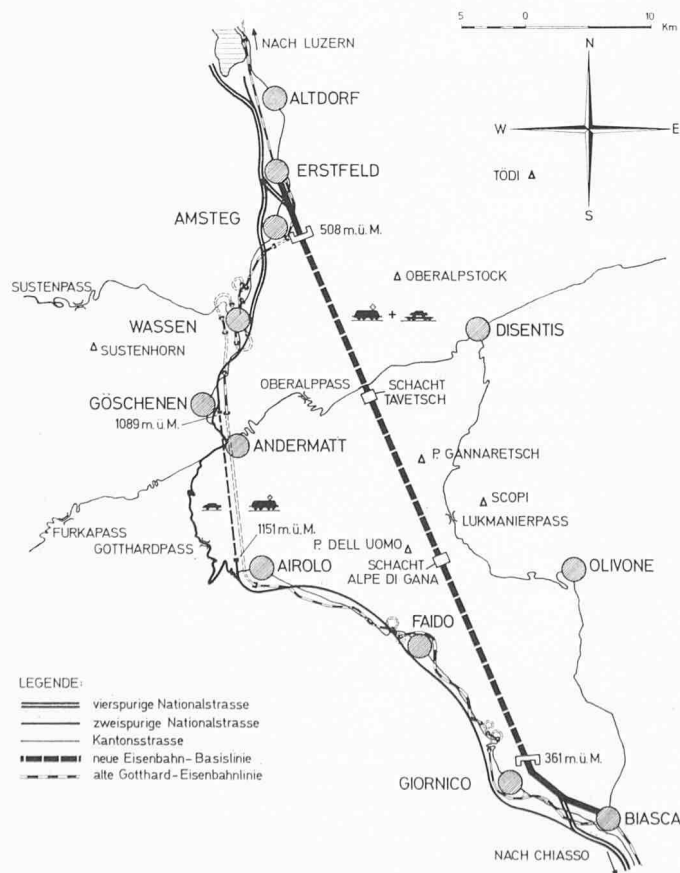 5 0 10
Km
NACH LUZERN
N
ALTDORF
W E
ERSTFELD
TÖDI
S
AMSTEG
508 m.ü.M.
OBERALPSTOCK
SUSTENPASS
WASSEN
DISENTIS
SUSTENHORN
OBERALPPASS
SCHACHT
TAVETSCH
GÖSCHENEN
1089 m.ü.M.
ANDERMATT
P. GANNARETSCH
SCOPI
LUKMANIERPASS
FURKAPASS
1151 m.ü.M.
GOTTHARDPASS
P. DELL UOMO
SCHACHT
ALPE DI GANA
AIROLO
OLIVONE
FAIDO
LEGENDE:
vierspurige Nationalstrasse
zweispurige Nationalstrasse
Kantonsstrasse
neue Eisenbahn-Basislinie
alte Gotthard-Eisenbahnlinie
361 m.ü.M.
GIORNICO
BIASCA
NACH CHIASSO